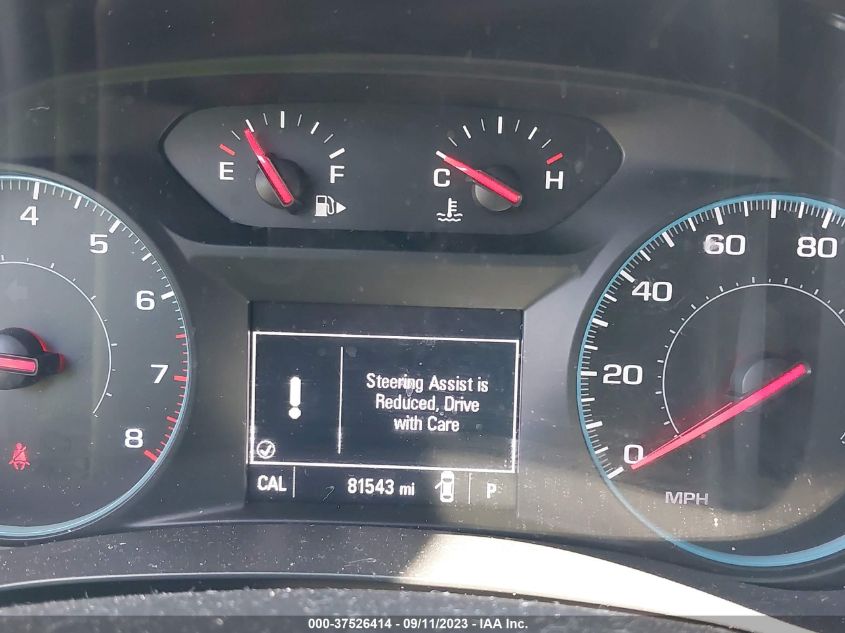 E F
C H
4
5
6
7
8
0
20
40
60
80
MPH
Steering Assist is
Reduced, Drive
with Care
CAL 81543 mi P
000-37526414 - 09/11/2023 - IAA Inc.